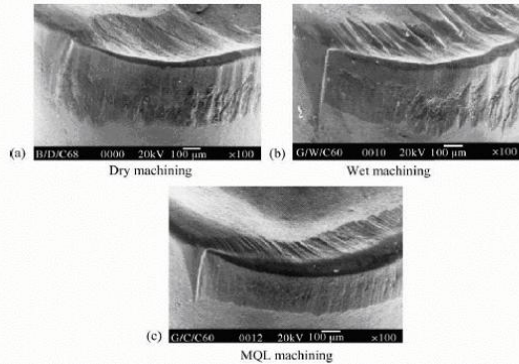 (a) B/D/C68 0000 20kV 100 μm ×100
Dry machining
(b) G/W/C60 0010 20kV 100 μm ×100
Wet machining
(c) G/C/C60 0012 20kV 100 μm ×100
MQL machining